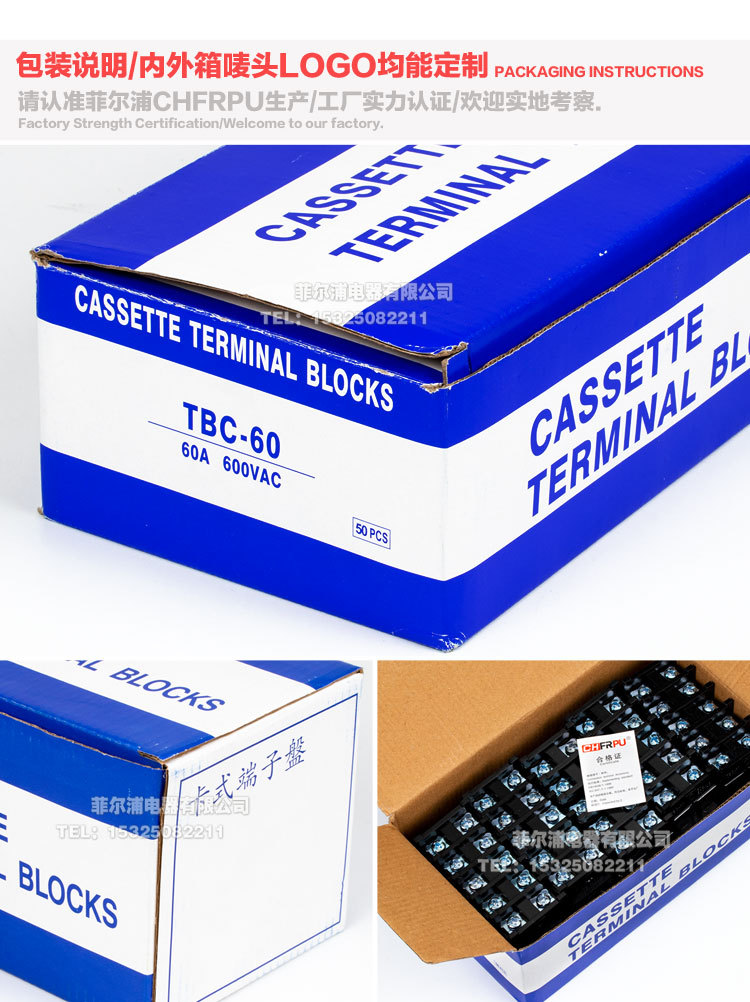 包装说明/内外箱唛头LOGO均能定制 PACKAGING INSTRUCTIONS
请认准菲尔浦CHFRPU生产/工厂实力认证/欢迎实地考察.
Factory Strength Certification/Welcome to our factory.
CASSETTE
TERMINAL
菲尔浦电器有限公司
TEL: 15325082211
CASSETTE TERMINAL BLOCKS
TBC-60
60A 600VAC
50 PCS
CASSETTE
TERMINAL BLO
AL BLOCKS
卡式端子盤
菲尔浦电器有限公司
TEL: 15325082211
E
NAL BLOCKS
CHFRPU
合格证
菲尔浦电器有限公司
TEL: 15325082211
CASSETTE
TERMINAL BLOCKS